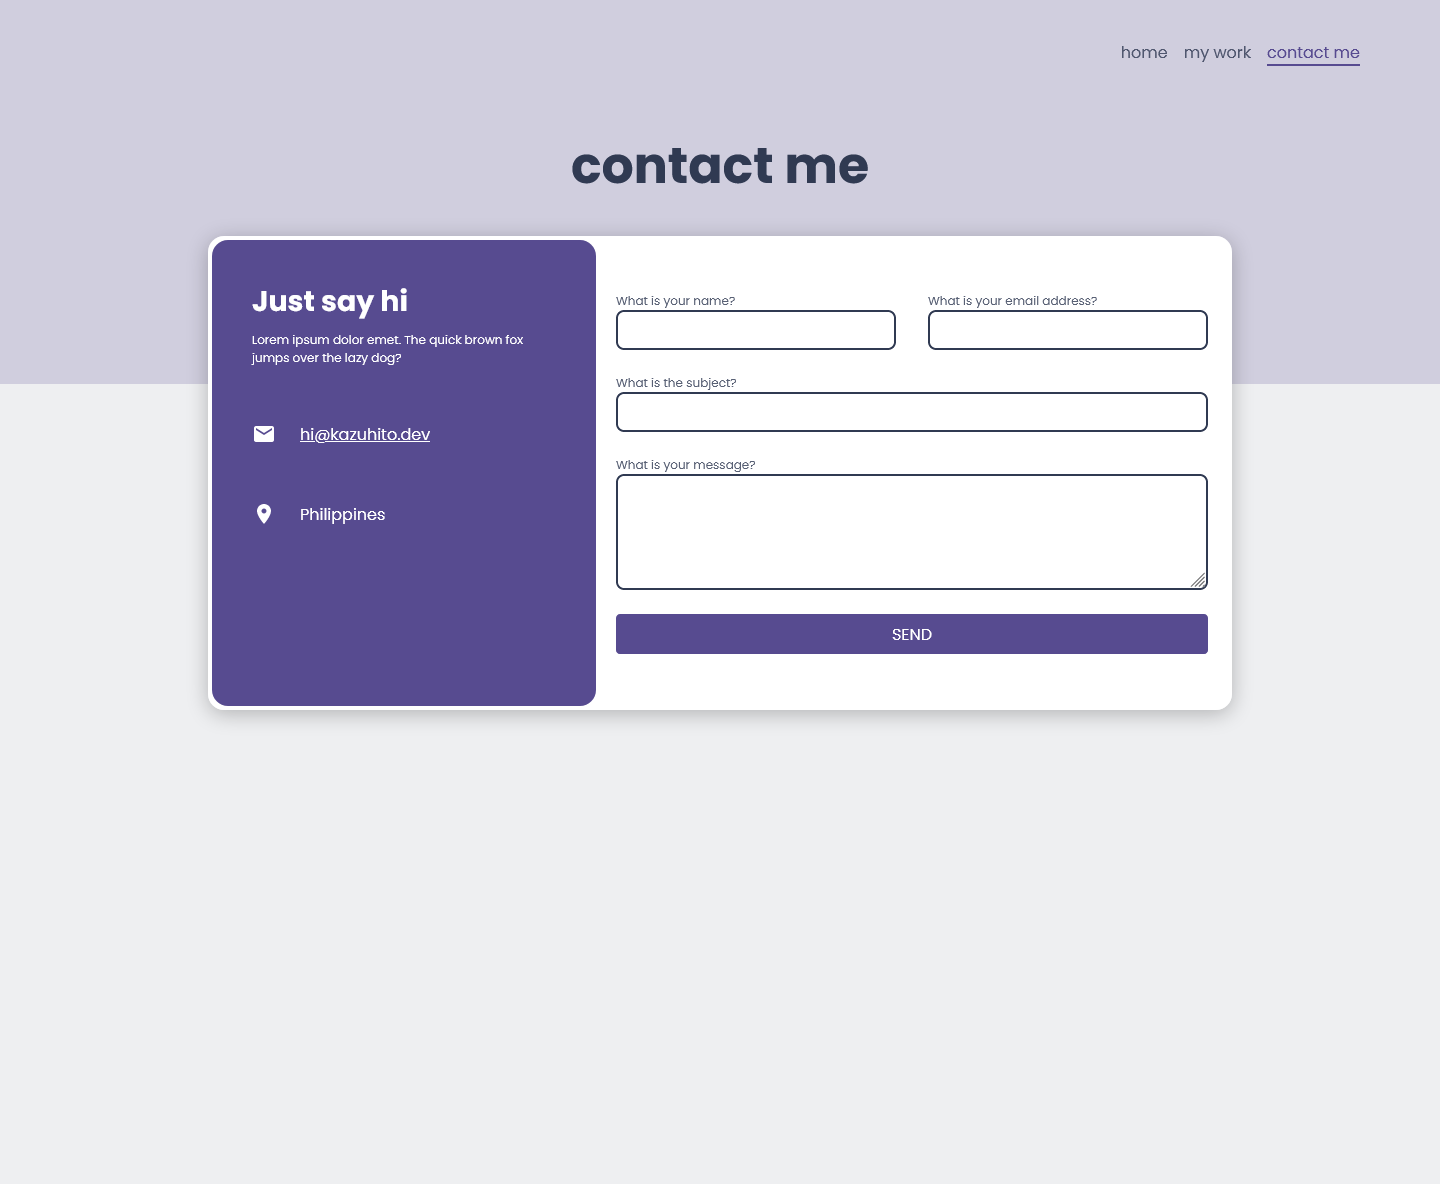 home my work contact me
contact me
Just say hi
Lorem ipsum dolor emet. The quick brown fox
jumps over the lazy dog?
hi@kazuhito.dev
Philippines
What is your name?
What is your email address?
What is the subject?
What is your message?
SEND